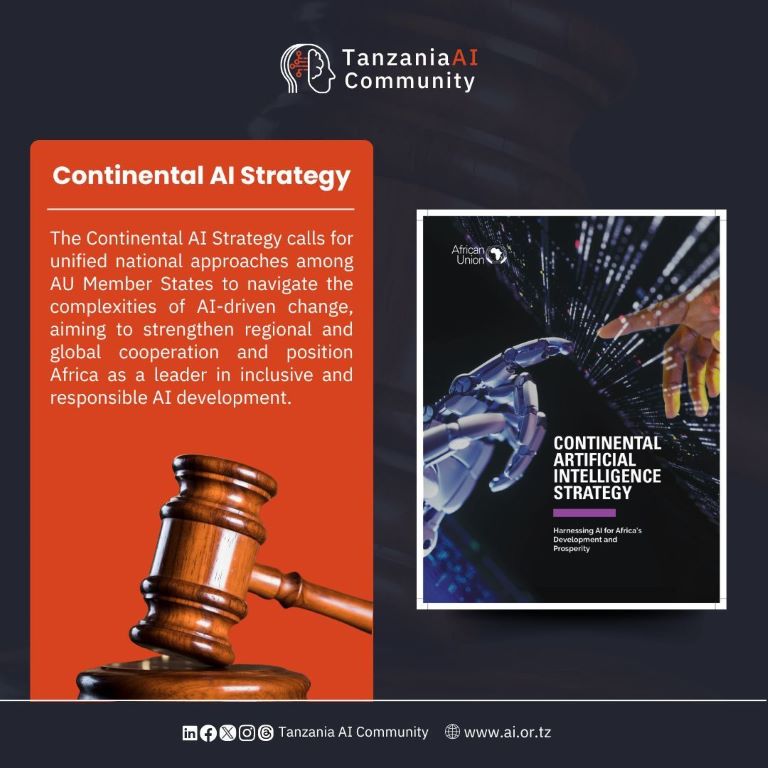 TanzaniaAI
Community
Continental AI Strategy
The Continental AI Strategy calls for
unified national approaches among
AU Member States to navigate the
complexities of AI-driven change,
aiming to strengthen regional and
global cooperation and position
Africa as a leader in inclusive and
responsible AI development.
African
Union
CONTINENTAL
ARTIFICIAL
INTELLIGENCE
STRATEGY
Harnessing AI for Africa's
Development and
Prosperity
Tanzania AI Community www.ai.or.tz